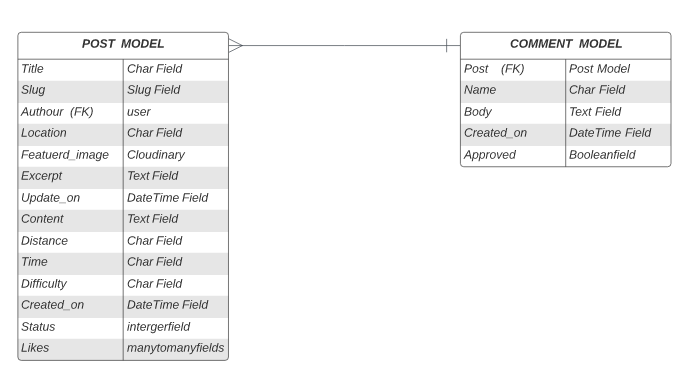 POST MODEL
Title Char Field
Slug Slug Field
Authour (FK) user
Location Char Field
Featuerd_image Cloudinary
Excerpt Text Field
Update_on DateTime Field
Content Text Field
Distance Char Field
Time Char Field
Difficulty Char Field
Created_on DateTime Field
Status intergerfield
Likes manytomanyfields
COMMENT MODEL
Post (FK) Post Model
Name Char Field
Body Text Field
Created_on DateTime Field
Approved Booleanfield